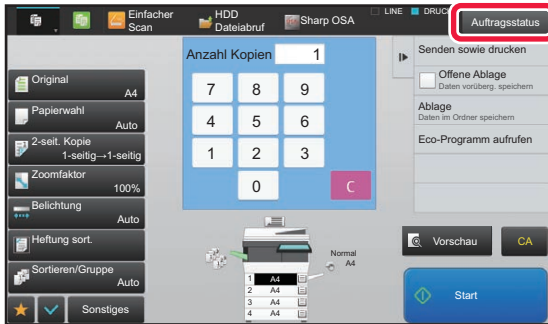 Einfacher
Scan
HDD
Dateiabruf
Sharp OSA
LINE
DRUC
Auftragsstatus
Anzahl Kopien
1
Original
A4
Papierwahl
Auto
2-seit. Kopie
1-seitig→1-seitig
Zoomfaktor
100%
Belichtung
Auto
Heftung sort.
Sortieren/Gruppe
Auto
Sonstiges
7 8 9
4 5 6
1 2 3
0 C
Normal
A4
1 A4
2 A4
3 A4
4 A4
Senden sowie drucken
Offene Ablage
Daten vorüberg. speichern
Ablage
Daten im Ordner speichern
Eco-Programm aufrufen
Vorschau
CA
Start